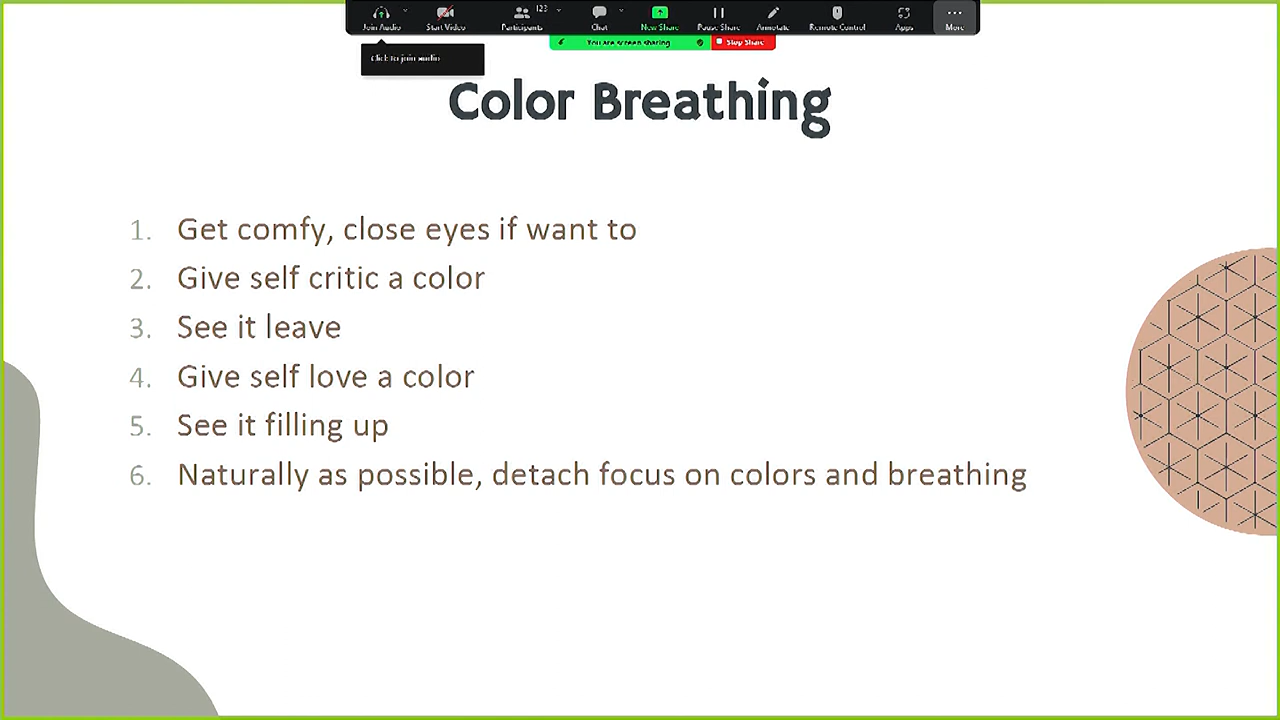 Join Audio
Start Video
Participants
123
Chat
New Share
Pause Share
Annotate
Remote Control
Apps
More
You are screen sharing
Stop Share
Click to join audio
Color Breathing
1. Get comfy, close eyes if want to
2. Give self critic a color
3. See it leave
4. Give self love a color
5. See it filling up
6. Naturally as possible, detach focus on colors and breathing